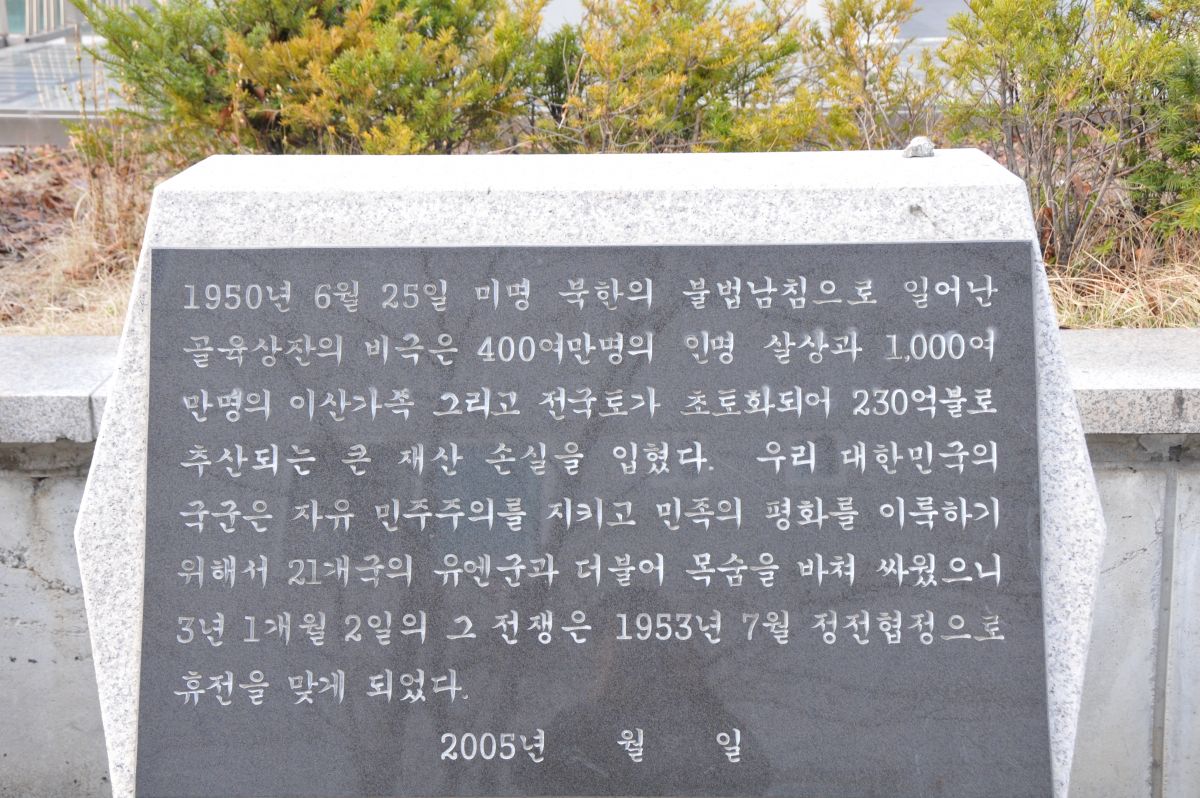 1950년 6월 25일 미명 북한의 불법남침으로 일어난
골육상잔의 비극은 400여만명의 인명 살상과 1,000여
만명의 이산가족 그리고 전국토가 초토화되어 230억불로
추산되는 큰 재산 손실을 입혔다. 우리 대한민국의
국군은 자유 민주주의를 지키고 민족의 평화를 이룩하기
위해서 21개국의 유엔군과 더불어 목숨을 바쳐 싸웠으니
3년 1개월 2일의 그 전쟁은 1953년 7월 정전협정으로
휴전을 맞게 되었다.
2005년 월 일